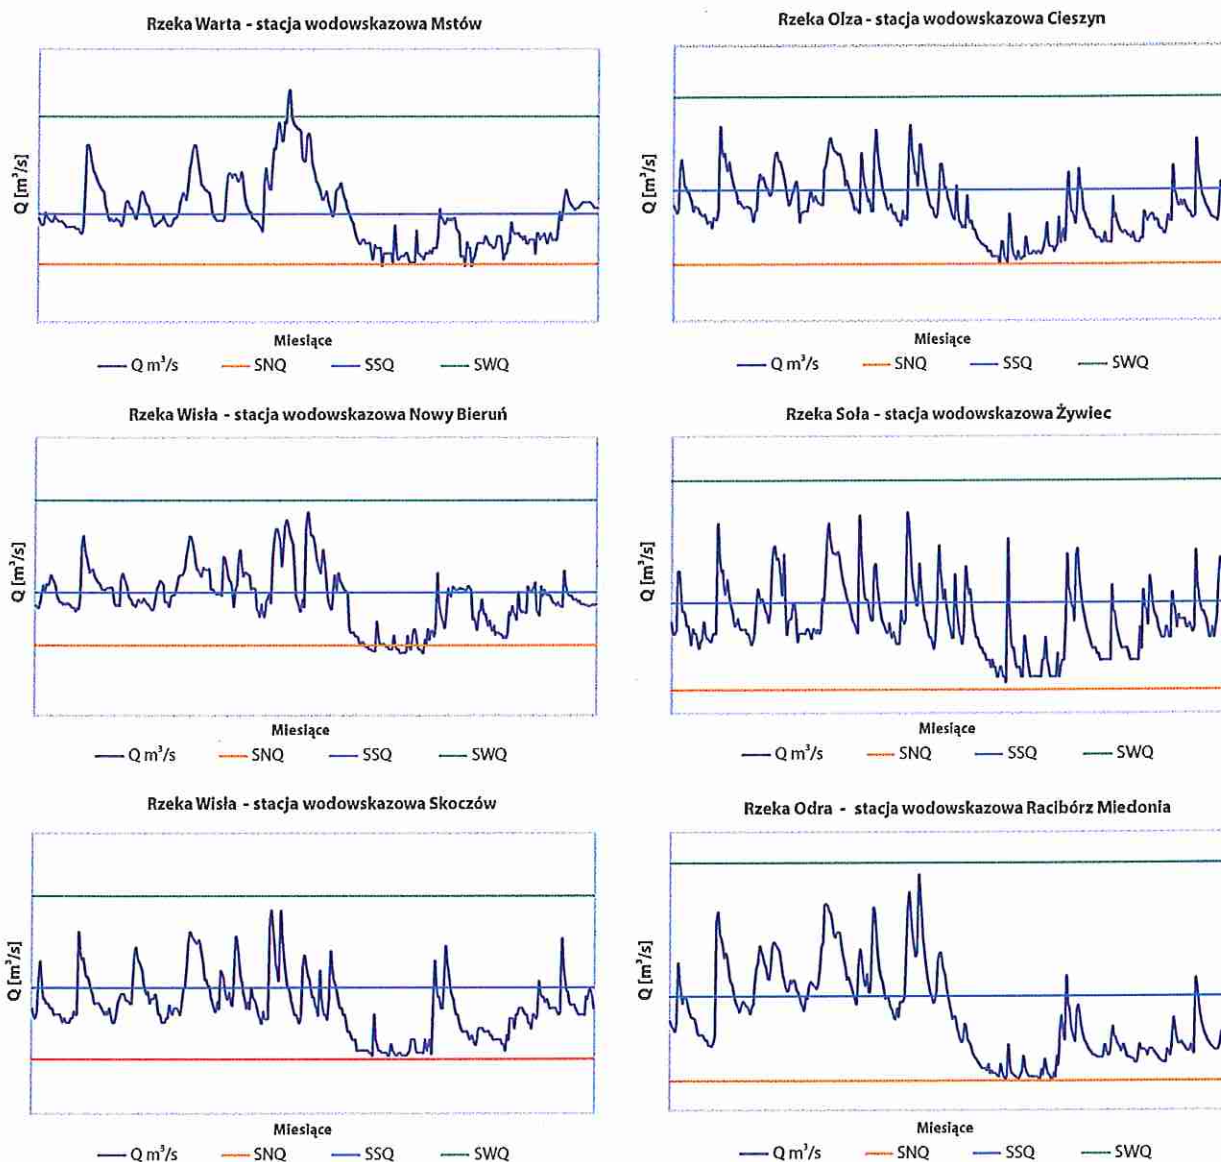 Rzeka Warta - stacja wodowskazowa Mstów
Q [m³/s]
Miesiące
Q m³/s SNQ SSQ SWQ
Rzeka Olza - stacja wodowskazowa Cieszyn
Q [m³/s]
Miesiące
Q m³/s SNQ SSQ SWQ
Rzeka Wisła - stacja wodowskazowa Nowy Bieruń
Q [m³/s]
Miesiące
Q m³/s SNQ SSQ SWQ
Rzeka Soła - stacja wodowskazowa Żywiec
Q [m³/s]
Miesiące
Q m³/s SNQ SSQ SWQ
Rzeka Wisła - stacja wodowskazowa Skoczów
Q [m³/s]
Miesiące
Q m³/s SNQ SSQ SWQ
Rzeka Odra - stacja wodowskazowa Racibórz Miedonia
Q [m³/s]
Miesiące
Q m³/s SNQ SSQ SWQ